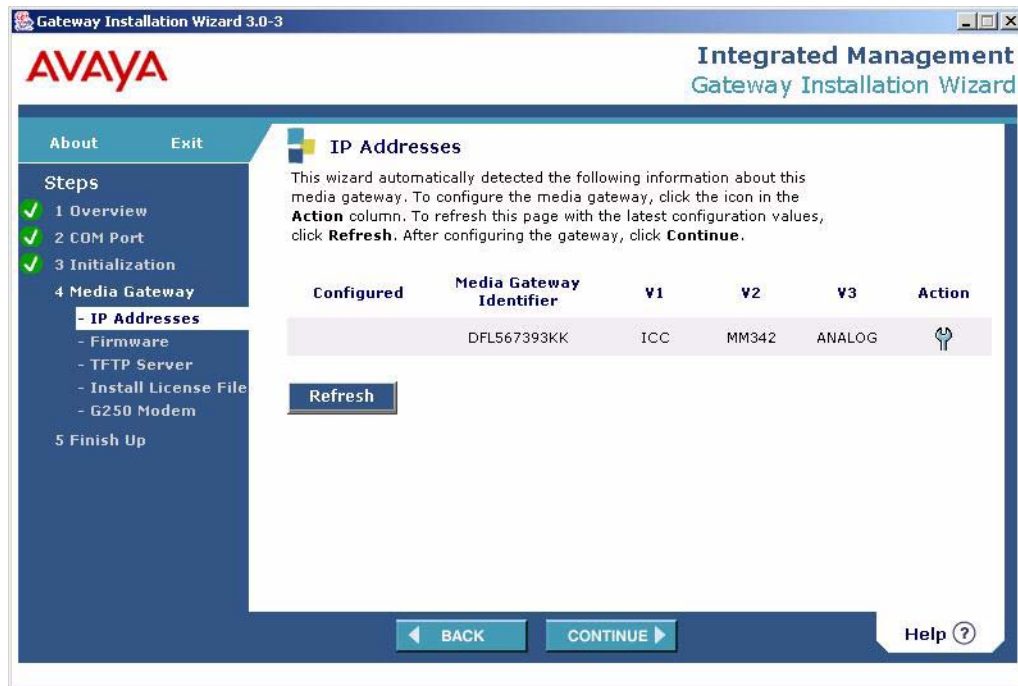 Gateway Installation Wizard 3.0-3
AVAYA
Integrated Management
Gateway Installation Wizard
About Exit
Steps
1 Overview
2 COM Port
3 Initialization
4 Media Gateway
- IP Addresses
- Firmware
- TFTP Server
- Install License File
- G250 Modem
5 Finish Up
IP Addresses
This wizard automatically detected the following information about this
media gateway. To configure the media gateway, click the icon in the
Action column. To refresh this page with the latest configuration values,
click Refresh. After configuring the gateway, click Continue.
Configured Media Gateway Identifier V1 V2 V3 Action
DFL567393KK ICC MM342 ANALOG
Refresh
BACK CONTINUE
Help ?